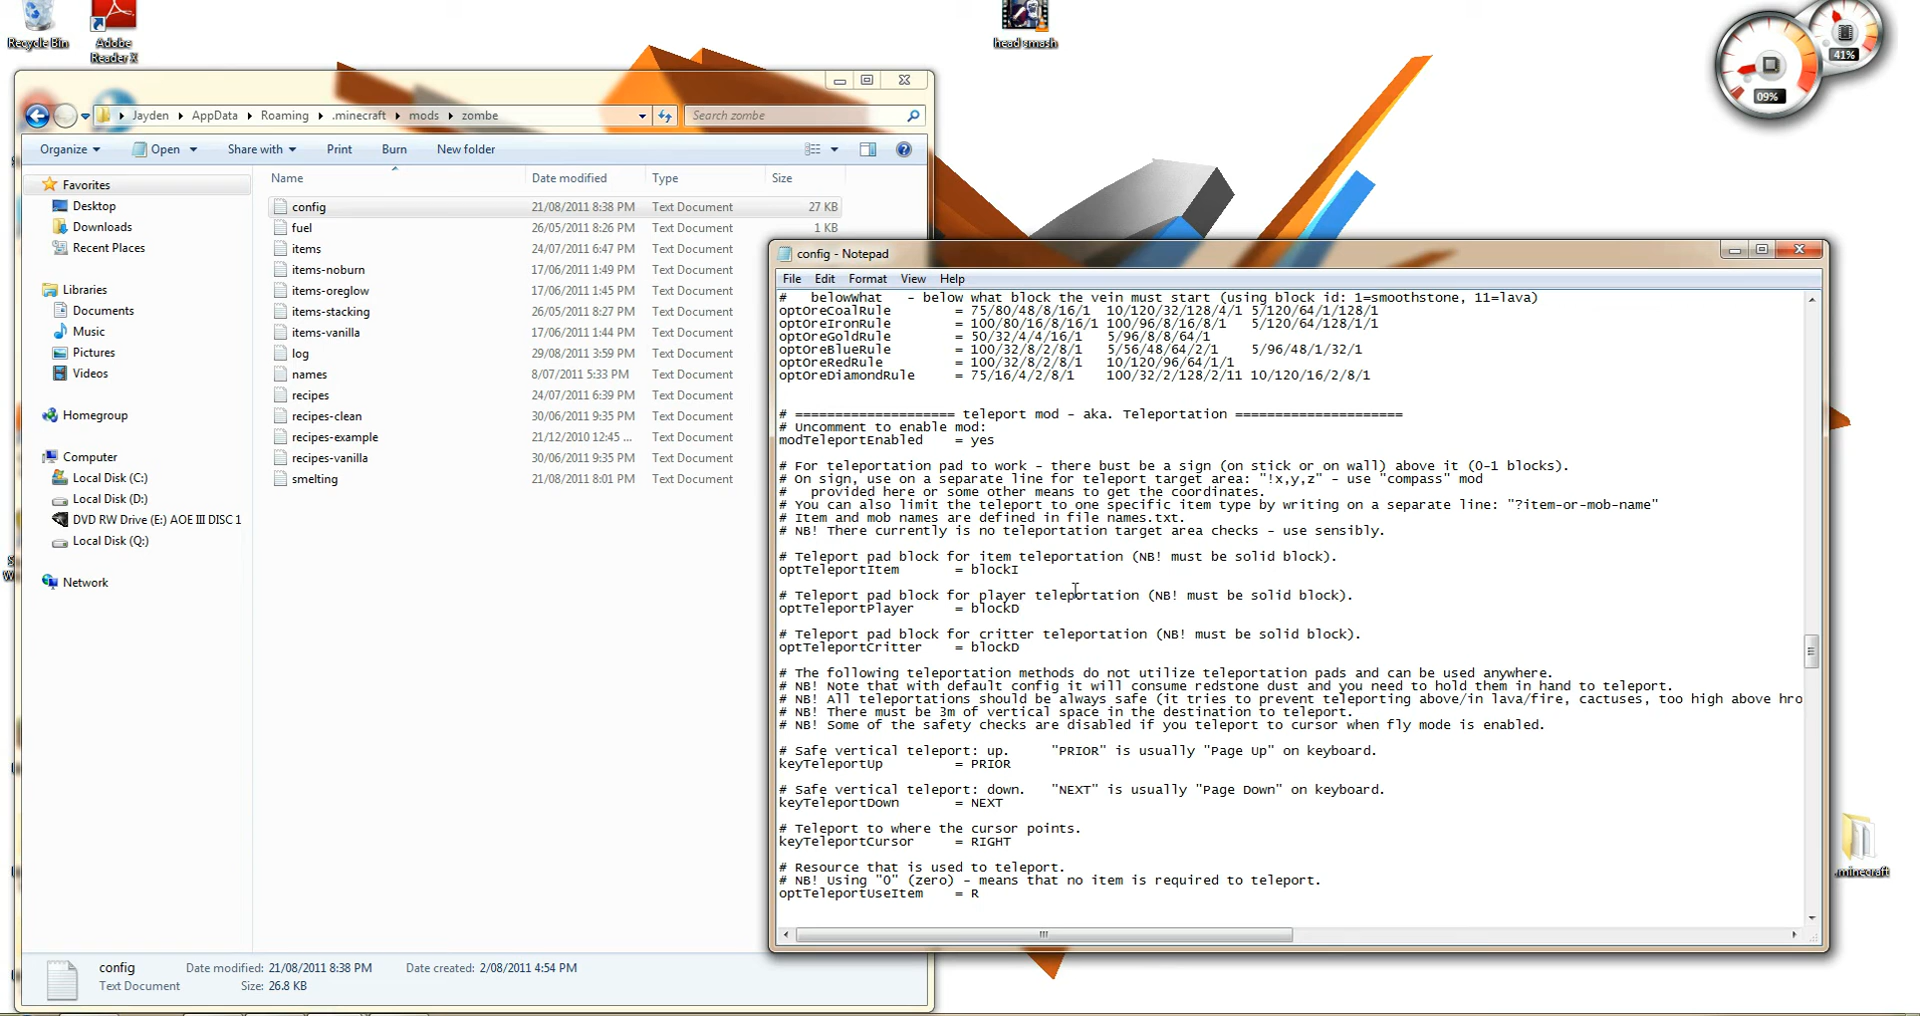 Recycle Bin
Adobe
Reader X
head smash
41%
09%
Jayden AppData Roaming .minecraft mods zombe
Search zombe
Organize Open Share with Print Burn New folder
Name Date modified Type Size
Favorites
Desktop
Downloads
Recent Places
Libraries
Documents
Music
Pictures
Videos
Homegroup
Computer
Local Disk (C:)
Local Disk (D:)
DVD RW Drive (E:) AOE III DISC 1
Local Disk (Q:)
Network
config 21/08/2011 8:38 PM Text Document 27 KB
fuel 26/05/2011 8:26 PM Text Document 1 KB
items 24/07/2011 6:47 PM Text Document
items-noburn 17/06/2011 1:49 PM Text Document
items-oreglow 17/06/2011 1:45 PM Text Document
items-stacking 26/05/2011 8:27 PM Text Document
items-vanilla 17/06/2011 1:44 PM Text Document
log 29/08/2011 3:59 PM Text Document
names 8/07/2011 5:33 PM Text Document
recipes 24/07/2011 6:39 PM Text Document
recipes-clean 30/06/2011 9:35 PM Text Document
recipes-example 21/12/2010 12:45 ... Text Document
recipes-vanilla 30/06/2011 9:35 PM Text Document
smelting 21/08/2011 8:01 PM Text Document
config Date modified: 21/08/2011 8:38 PM Date created: 2/08/2011 4:54 PM
Text Document Size: 26.8 KB
config - Notepad
File Edit Format View Help
# belowWhat - below what block the vein must start (using block id: 1=smoothstone, 11=lava)
optOreCoalRule = 75/80/48/8/16/1 10/120/32/128/4/1 5/120/64/1/128/1
optOreIronRule = 100/80/16/8/16/1 100/96/8/16/8/1 5/120/64/128/1/1
optOreGoldRule = 50/32/4/4/16/1 5/96/8/8/64/1
optOreBlueRule = 100/32/8/2/8/1 5/56/48/64/2/1 5/96/48/1/32/1
optOreRedRule = 100/32/8/2/8/1 10/120/96/64/1/1
optOreDiamondRule = 75/16/4/2/8/1 100/32/2/128/2/11 10/120/16/2/8/1
# ==================== teleport mod - aka. Teleportation =====================
# Uncomment to enable mod:
modTeleportEnabled = yes
# For teleportation pad to work - there bust be a sign (on stick or on wall) above it (0-1 blocks).
# On sign, use on a separate line for teleport target area: "!x,y,z" - use "compass" mod
# provided here or some other means to get the coordinates.
# You can also limit the teleport to one specific item type by writing on a separate line: "?item-or-mob-name"
# Item and mob names are defined in file names.txt.
# NB! There currently is no teleportation target area checks - use sensibly.
# Teleport pad block for item teleportation (NB! must be solid block).
optTeleportItem = blockI
# Teleport pad block for player teleportation (NB! must be solid block).
optTeleportPlayer = blockD
# Teleport pad block for critter teleportation (NB! must be solid block).
optTeleportCritter = blockD
# The following teleportation methods do not utilize teleportation pads and can be used anywhere.
# NB! Note that with default config it will consume redstone dust and you need to hold them in hand to teleport.
# NB! All teleportations should be always safe (it tries to prevent teleporting above/in lava/fire, cactuses, too high above hro
# NB! There must be 3m of vertical space in the destination to teleport.
# NB! Some of the safety checks are disabled if you teleport to cursor when fly mode is enabled.
# Safe vertical teleport: up. "PRIOR" is usually "Page Up" on keyboard.
keyTeleportUp = PRIOR
# Safe vertical teleport: down. "NEXT" is usually "Page Down" on keyboard.
keyTeleportDown = NEXT
# Teleport to where the cursor points.
keyTeleportCursor = RIGHT
# Resource that is used to teleport.
# NB! Using "0" (zero) - means that no item is required to teleport.
optTeleportUseItem = R
.minecraft